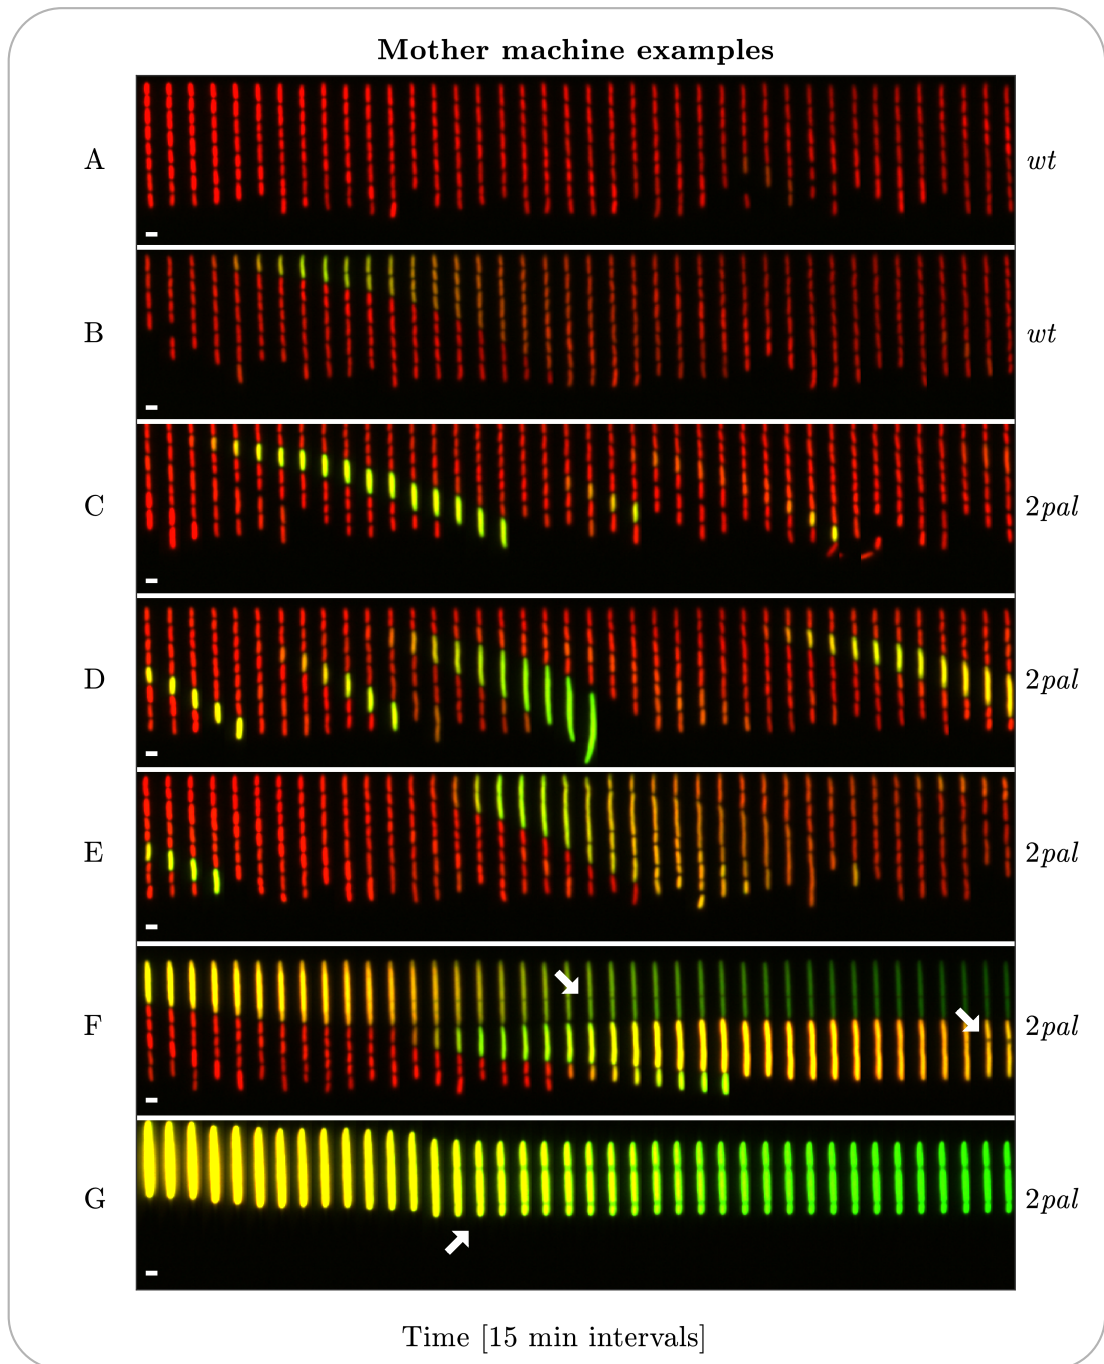 Mother machine examples
A wt
B wt
C 2pal
D 2pal
E 2pal
F 2pal
G 2pal
Time [15 min intervals]